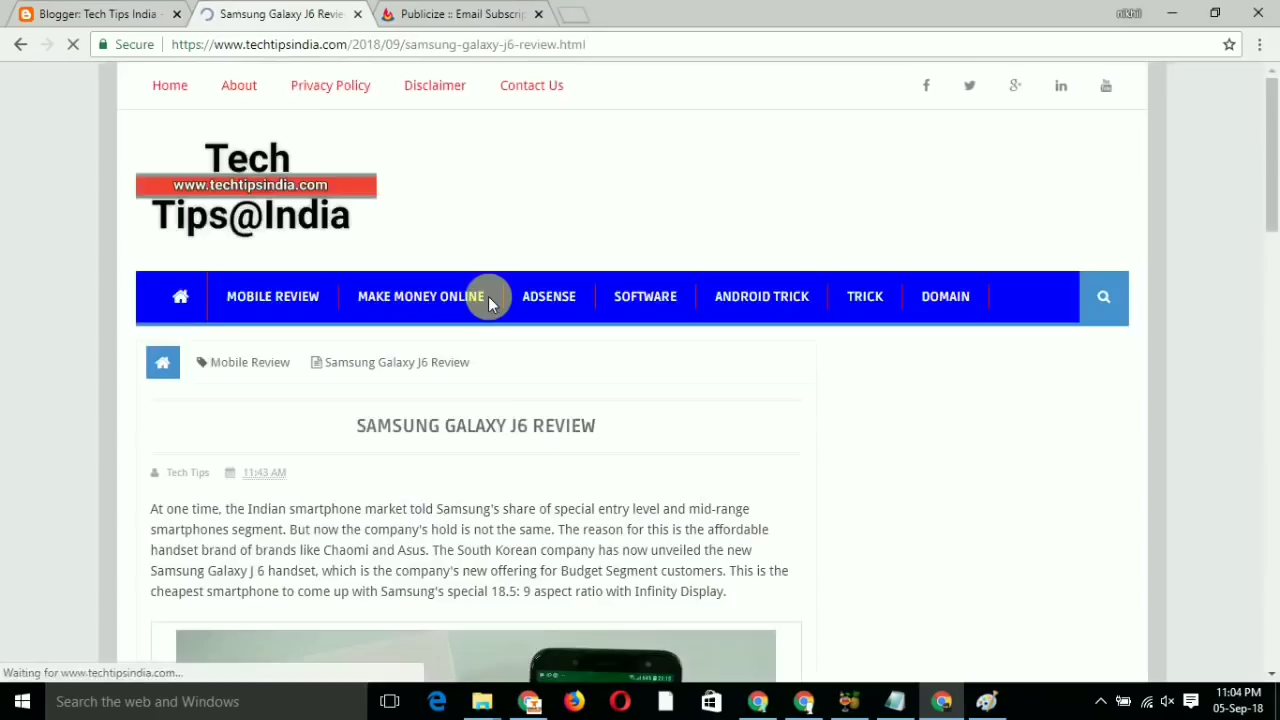 Blogger: Tech Tips India -
Samsung Galaxy J6 Revie
Publicize :: Email Subscrip
nikhil
Secure
https://www.techtipsindia.com/2018/09/samsung-galaxy-j6-review.html
Home About Privacy Policy Disclaimer Contact Us
Tech
www.techtipsindia.com
Tips@India
MOBILE REVIEW MAKE MONEY ONLINE ADSENSE SOFTWARE ANDROID TRICK TRICK DOMAIN
Mobile Review Samsung Galaxy J6 Review
SAMSUNG GALAXY J6 REVIEW
Tech Tips 11:43 AM
At one time, the Indian smartphone market told Samsung's share of special entry level and mid-range
smartphones segment. But now the company's hold is not the same. The reason for this is the affordable
handset brand of brands like Chaomi and Asus. The South Korean company has now unveiled the new
Samsung Galaxy J 6 handset, which is the company's new offering for Budget Segment customers. This is the
cheapest smartphone to come up with Samsung's special 18.5: 9 aspect ratio with Infinity Display.
Waiting for www.techtipsindia.com...
Search the web and Windows
11:04 PM
05-Sep-18